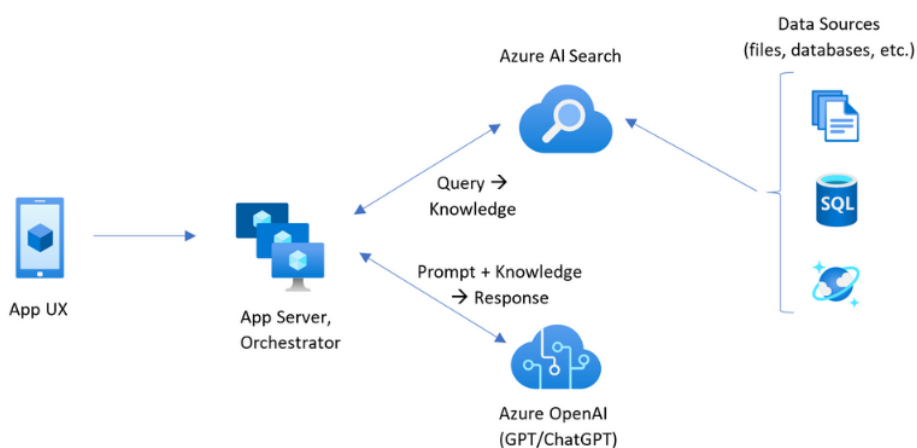 Data Sources
(files, databases, etc.)
Azure AI Search
SQL
Query →
Knowledge
Prompt + Knowledge
→ Response
App UX
App Server,
Orchestrator
Azure OpenAI
(GPT/ChatGPT)